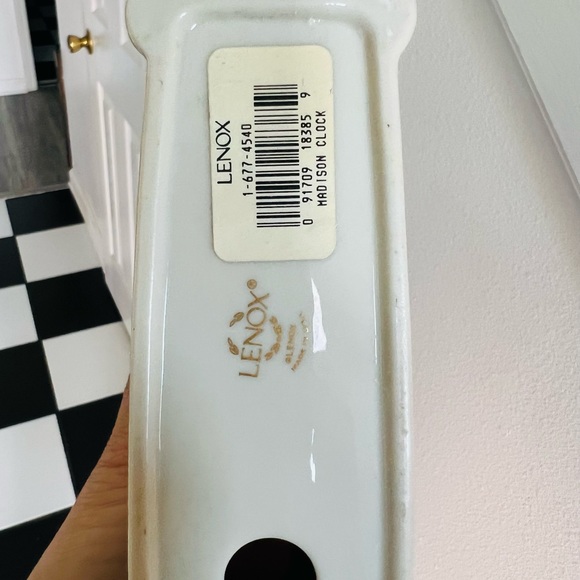 LENOX
1-677-4540
0 91709 18385 9
MADISON CLOCK
LENOX®